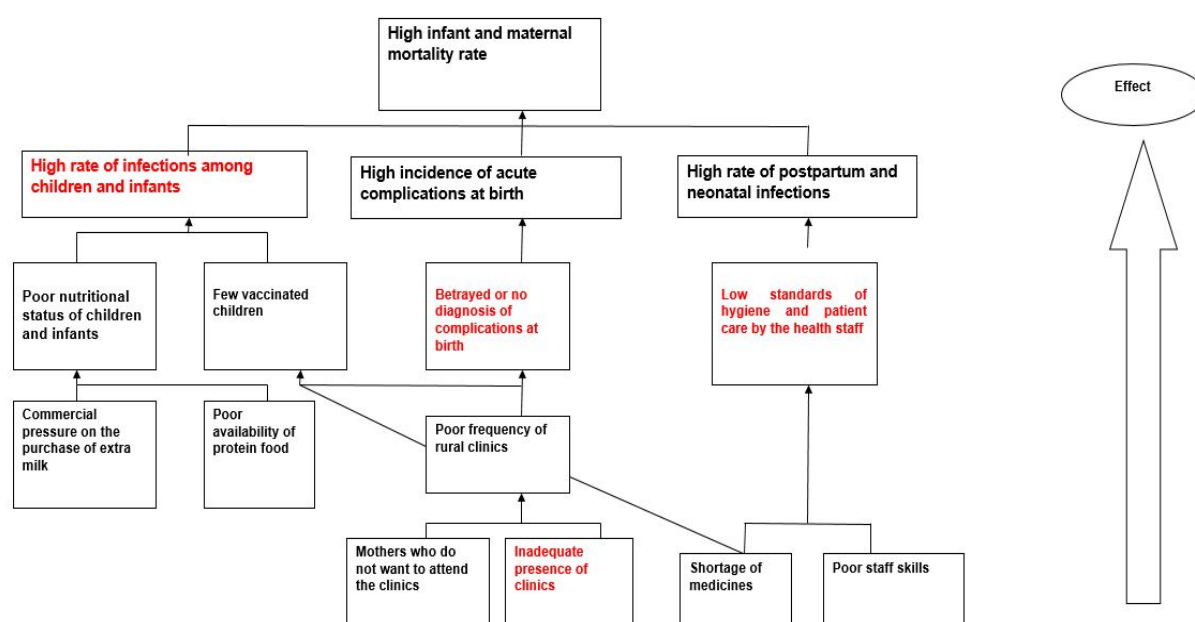 High infant and maternal
mortality rate
Effect
High rate of infections among
children and infants
High incidence of acute
complications at birth
High rate of postpartum and
neonatal infections
Poor nutritional
status of children
and infants
Few vaccinated
children
Betrayed or no
diagnosis of
complications at
birth
Low standards of
hygiene and patient
care by the health staff
Commercial
pressure on the
purchase of extra
milk
Poor
availability of
protein food
Poor frequency of
rural clinics
Mothers who do
not want to attend
the clinics
Inadequate
presence of
clinics
Shortage of
medicines
Poor staff skills